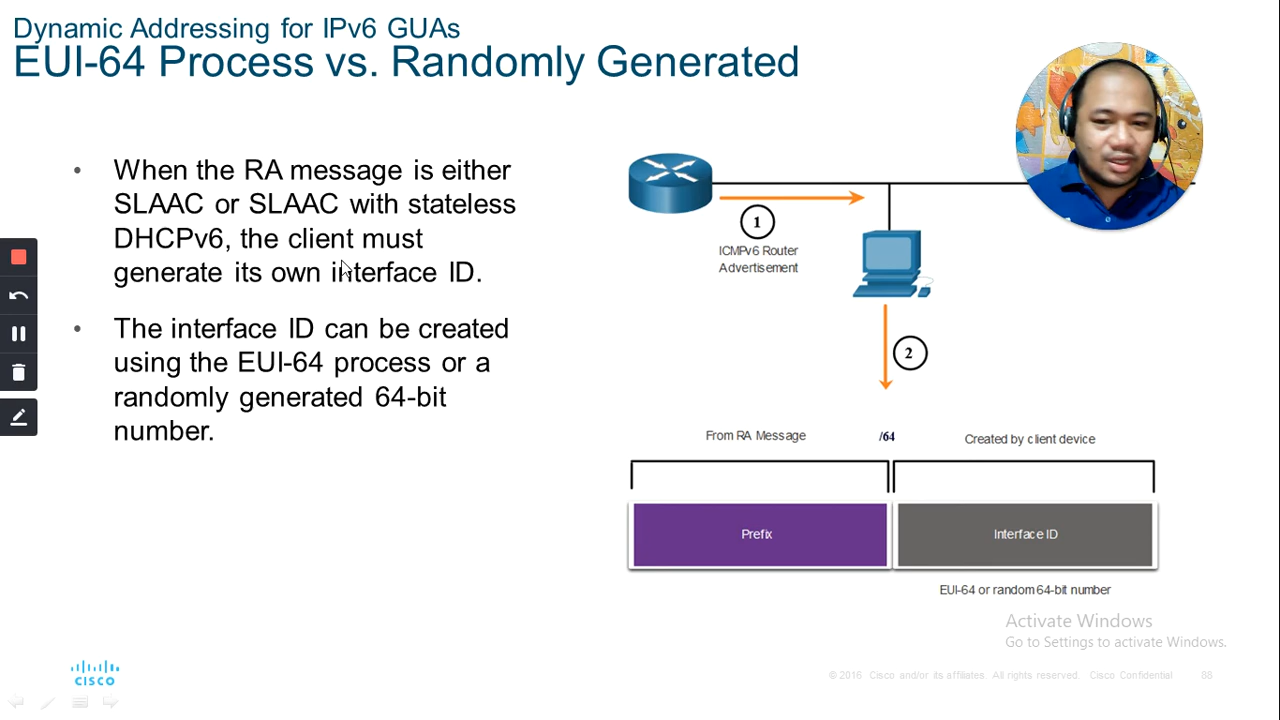 Dynamic Addressing for IPv6 GUAs
EUI-64 Process vs. Randomly Generated
• When the RA message is either
SLAAC or SLAAC with stateless
DHCPv6, the client must
generate its own interface ID.
• The interface ID can be created
using the EUI-64 process or a
randomly generated 64-bit
number.
1
ICMPv6 Router
Advertisement
2
From RA Message
/64
Created by client device
Prefix
Interface ID
EUI-64 or random 64-bit number
Activate Windows
Go to Settings to activate Windows.
CISCO
© 2016 Cisco and/or its affiliates. All rights reserved. Cisco Confidential
88